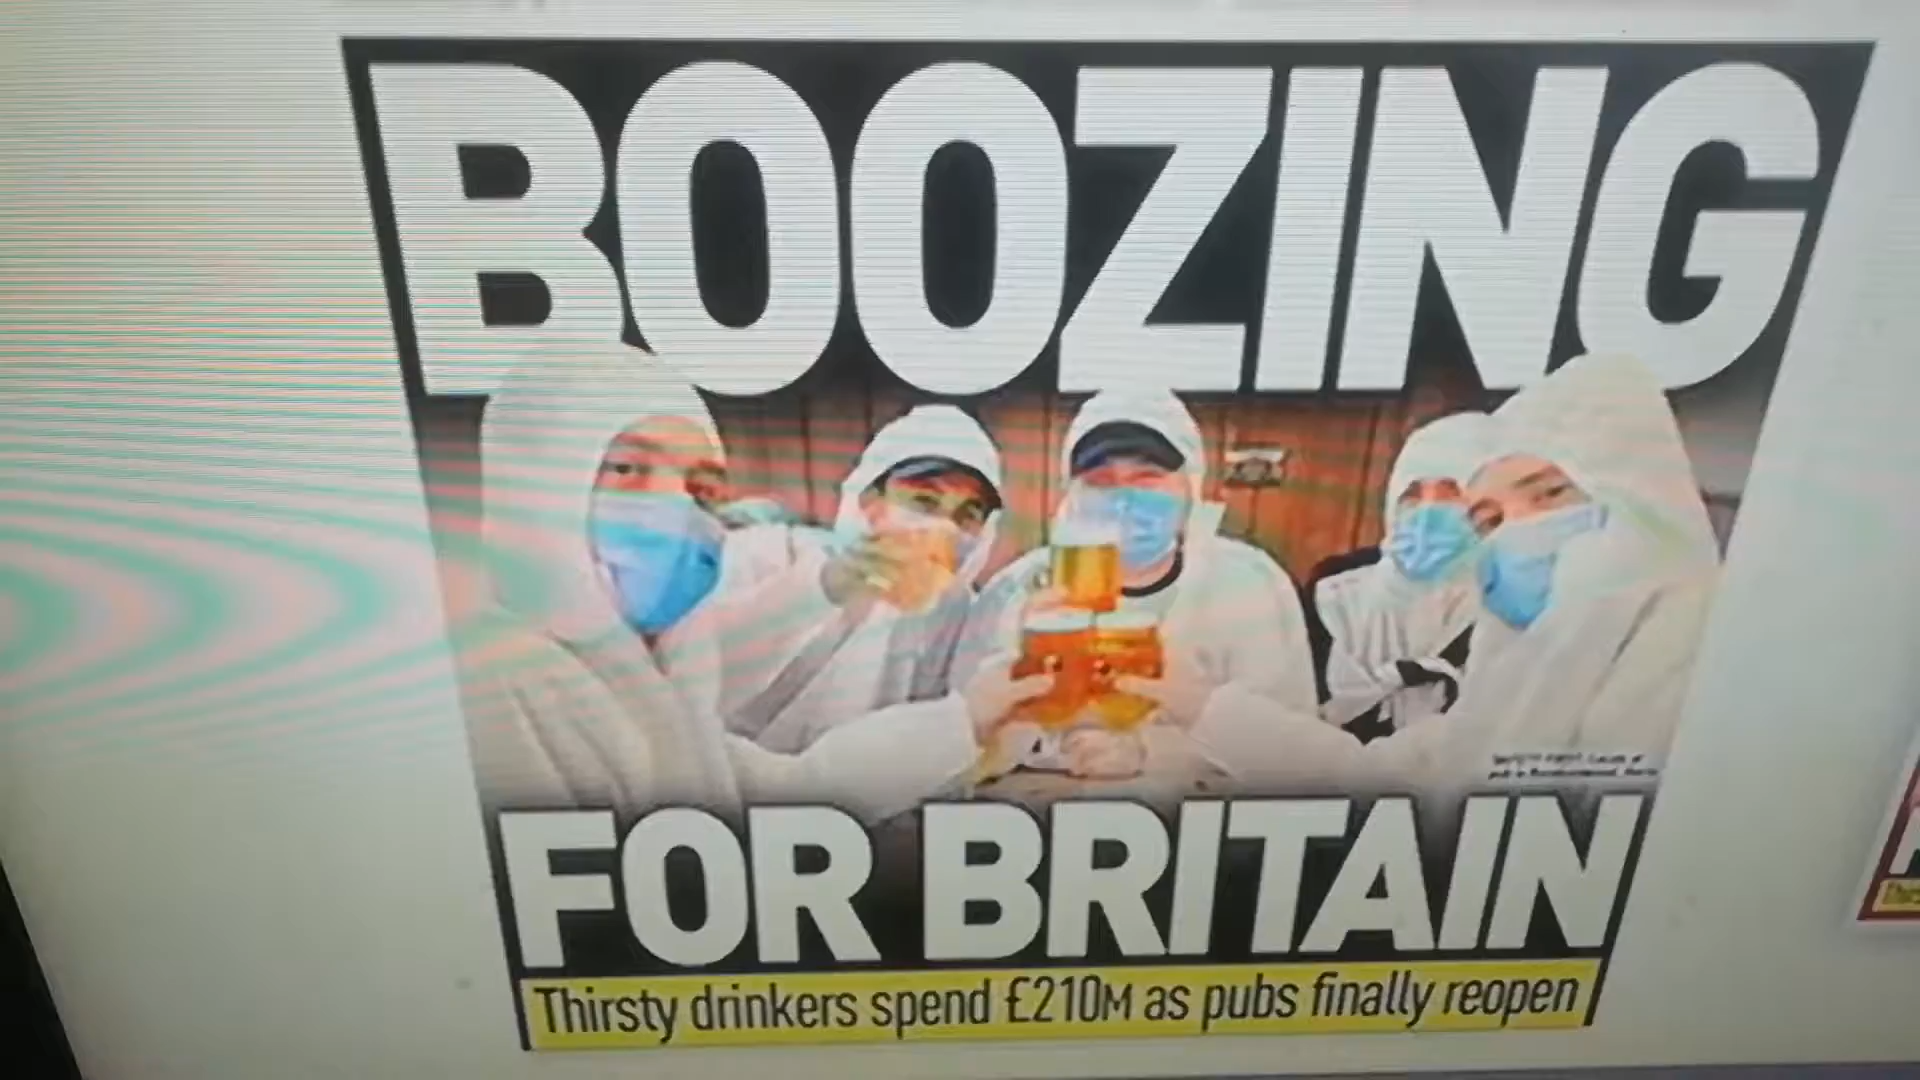 BOOZING
FOR BRITAIN
Thirsty drinkers spend £210M as pubs finally reopen